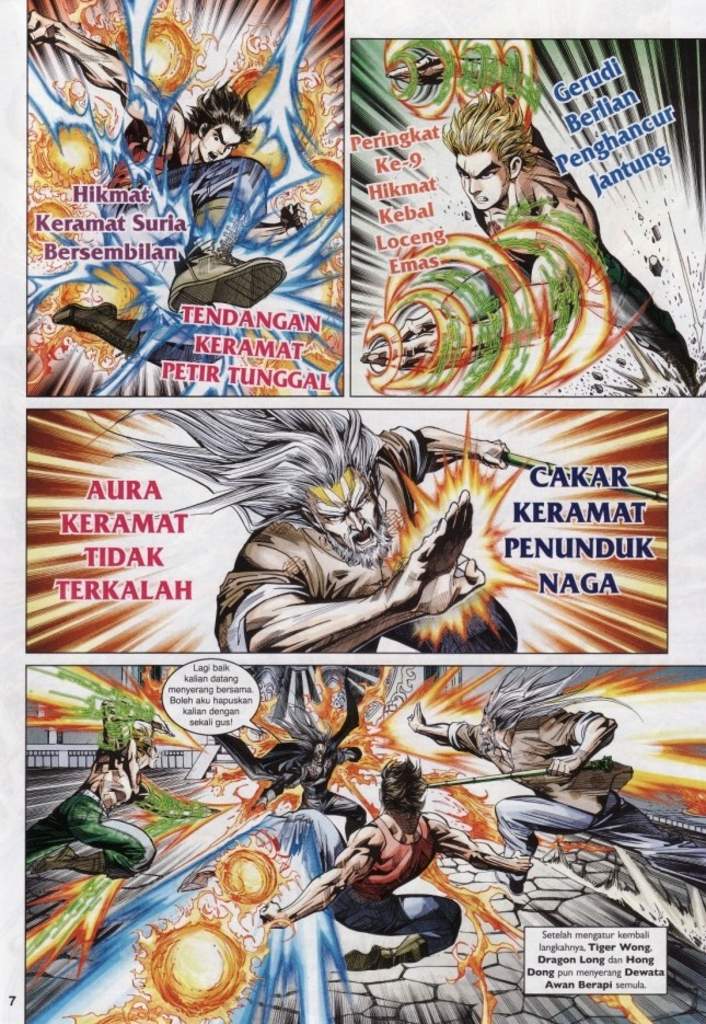 Hikmat
Keramat Suria
Bersembilan
TENDANGAN
KERAMAT
PETIR TUNGGAL
Peringkat
Ke-9
Hikmat
Kebal
Loceng
Emas
Gerudi
Berlian
Penghancur
Jantung
AURA
KERAMAT
TIDAK
TERKALAH
CAKAR
KERAMAT
PENUNDUK
NAGA
Lagi baik
kalian datang
menyerang bersama.
Boleh aku hapuskan
kalian dengan
sekali gus!
Setelah mengatur kembali
langkahnya, Tiger Wong,
Dragon Long dan Hong
Dong pun menyerang Dewata
Awan Berapi semula.
7